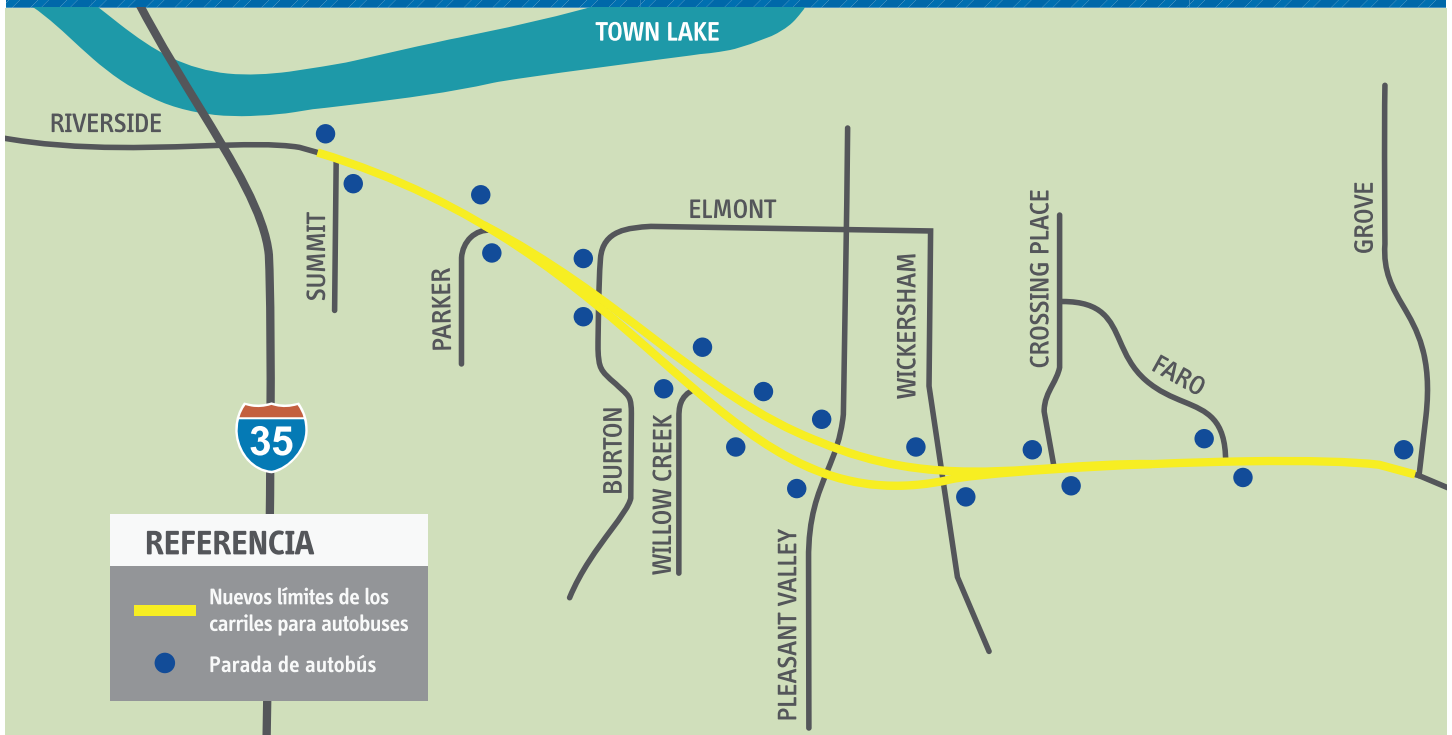 TOWN LAKE
RIVERSIDE
SUMMIT
PARKER
ELMONT
BURTON
WILLOW CREEK
PLEASANT VALLEY
WICKERSHAM
CROSSING PLACE
FARO
GROVE
35
REFERENCIA
Nuevos límites de los
carriles para autobuses
Parada de autobús